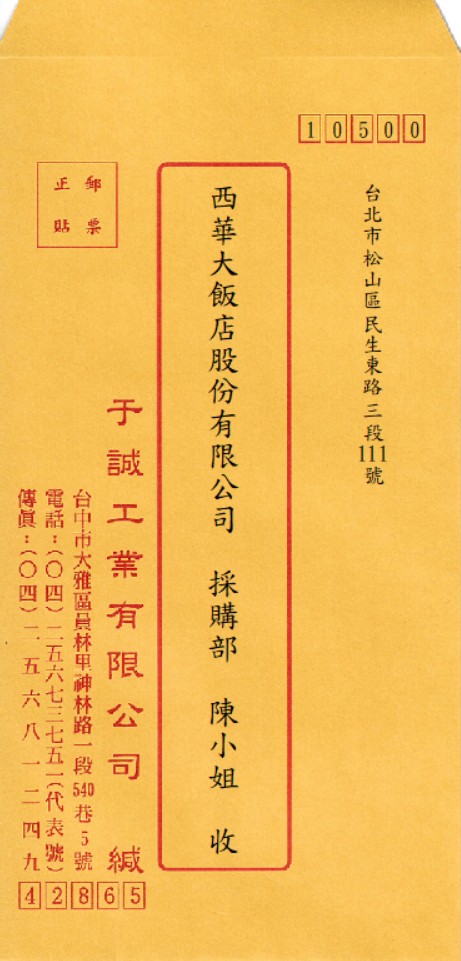 10500
台北市松山區民生東路三段111號
西華大飯店股份有限公司 採購部 陳小姐 收
郵票
正貼
于誠工業有限公司 緘
台中市大雅區員林里神林路一段540巷5號
電話：(○四)二五六七三七五一(代表號)
傳眞：(○四)二五六八一二四九
42865